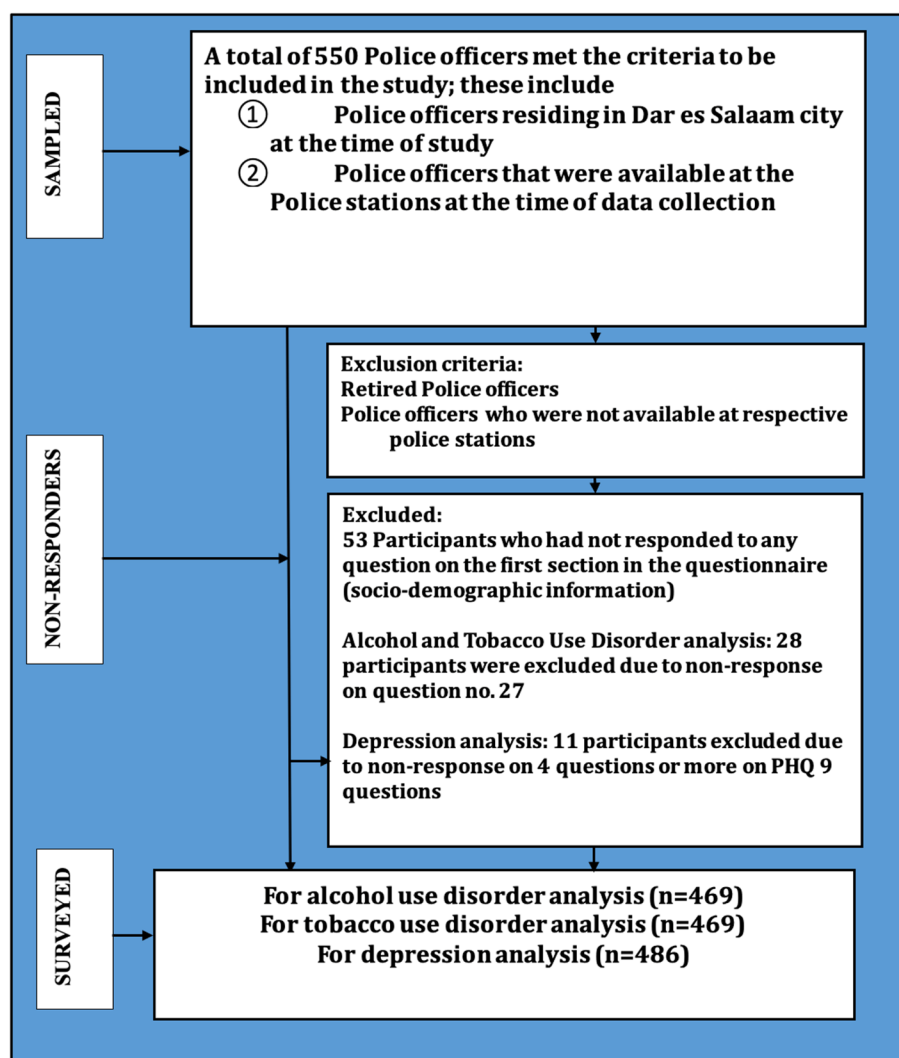 SAMPLED
A total of 550 Police officers met the criteria to be
included in the study; these include
① Police officers residing in Dar es Salaam city
at the time of study
② Police officers that were available at the
Police stations at the time of data collection
NON-RESPONDERS
Exclusion criteria:
Retired Police officers
Police officers who were not available at respective
police stations
Excluded:
53 Participants who had not responded to any
question on the first section in the questionnaire
(socio-demographic information)
Alcohol and Tobacco Use Disorder analysis: 28
participants were excluded due to non-response
on question no. 27
Depression analysis: 11 participants excluded due
to non-response on 4 questions or more on PHQ 9
questions
SURVEYED
For alcohol use disorder analysis (n=469)
For tobacco use disorder analysis (n=469)
For depression analysis (n=486)